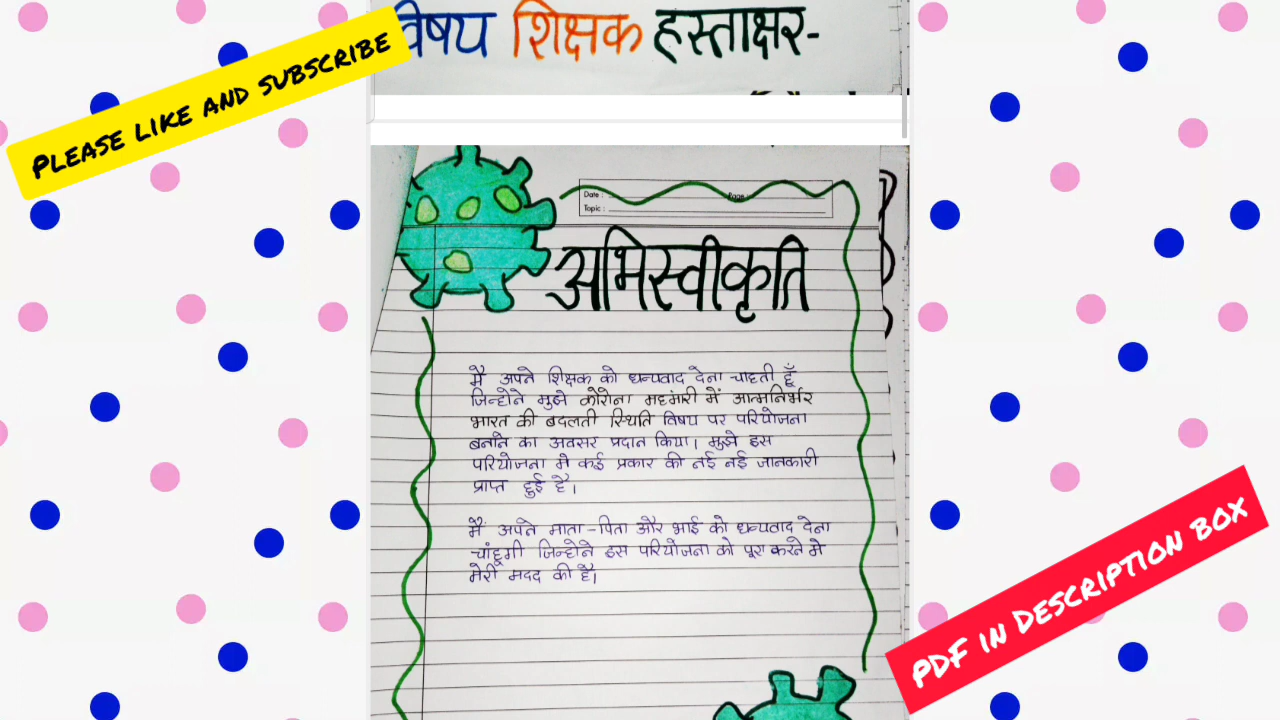 PLEASE LIKE AND SUBSCRIBE
विषय शिक्षक हस्ताक्षर-
Date :
Page :
Topic :
अभिस्वीकृति
मैं अपने शिक्षक को धन्यवाद देना चाहती हूँ
जिन्होने मुझे कोरोना महमारी में आत्मनिर्भर
भारत की बदलती स्थिति विषय पर परियोजना
बनाने का अवसर प्रदान किया। मुझे इस
परियोजना मे कई प्रकार की नई नई जानकारी
प्राप्त हुई है।
मैं अपने माता-पिता और भाई को धन्यवाद देना
चांहूगी जिन्होने इस परियोजना को पूरा करने मे
मेरी मदद की है।
PDF in Description box